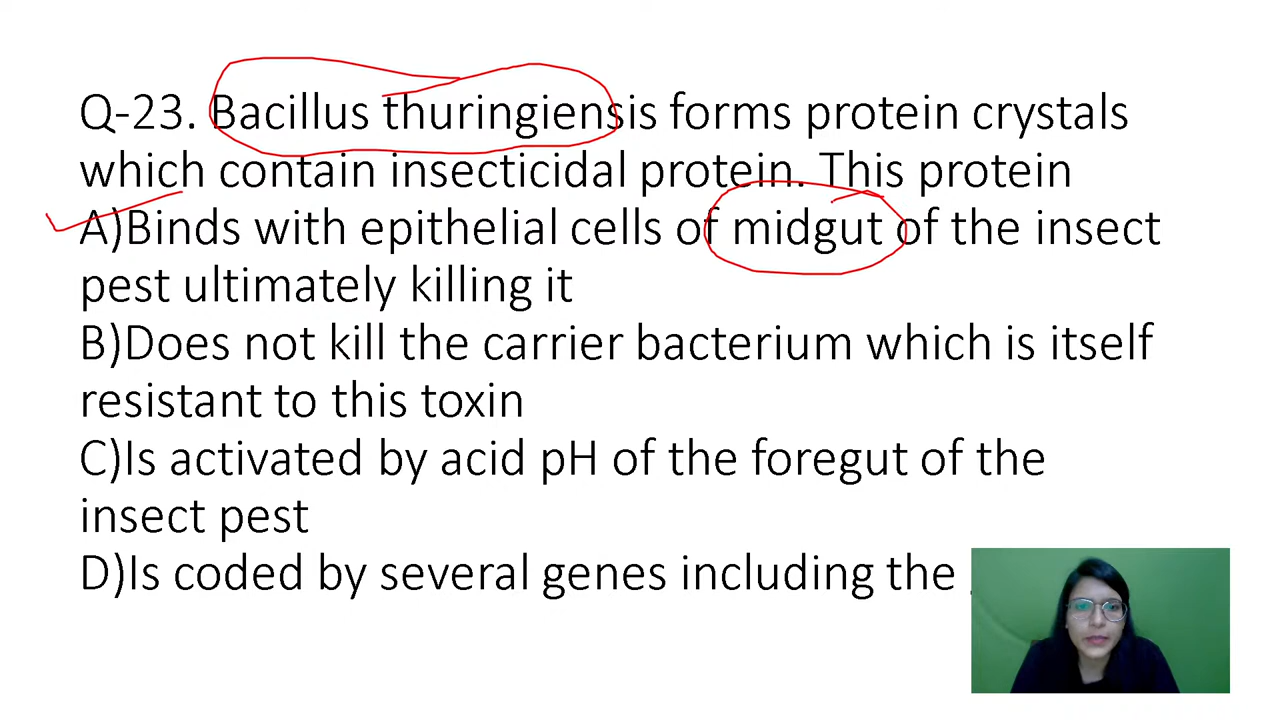 Q-23. Bacillus thuringiensis forms protein crystals
which contain insecticidal protein. This protein
A)Binds with epithelial cells of midgut of the insect
pest ultimately killing it
B)Does not kill the carrier bacterium which is itself
resistant to this toxin
C)Is activated by acid pH of the foregut of the
insect pest
D)Is coded by several genes including the